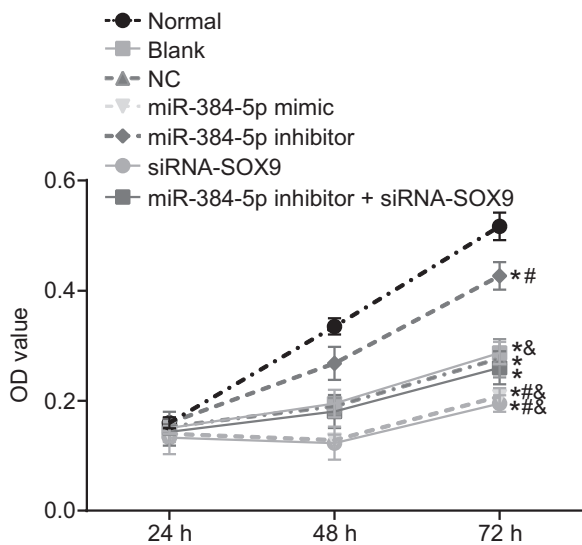 Normal
Blank
NC
miR-384-5p mimic
miR-384-5p inhibitor
siRNA-SOX9
miR-384-5p inhibitor + siRNA-SOX9
OD value
0.6
0.4
0.2
0.0
*#
*&
*
*
*#&
*#&
24 h 48 h 72 h